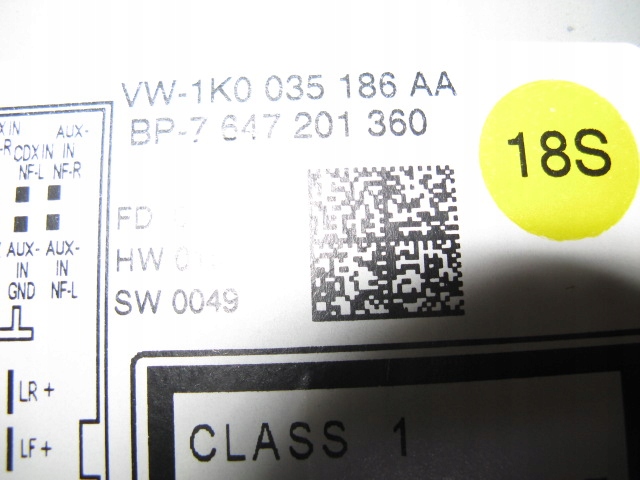 VW-1K0 035 186 AA
BP-7 647 201 360
18S
IN AUX-
CDX IN IN
NF-L NF-R
FD
AUX- AUX-
HW
IN IN
GND NF-L
SW 0049
LR +
LF +
CLASS 1